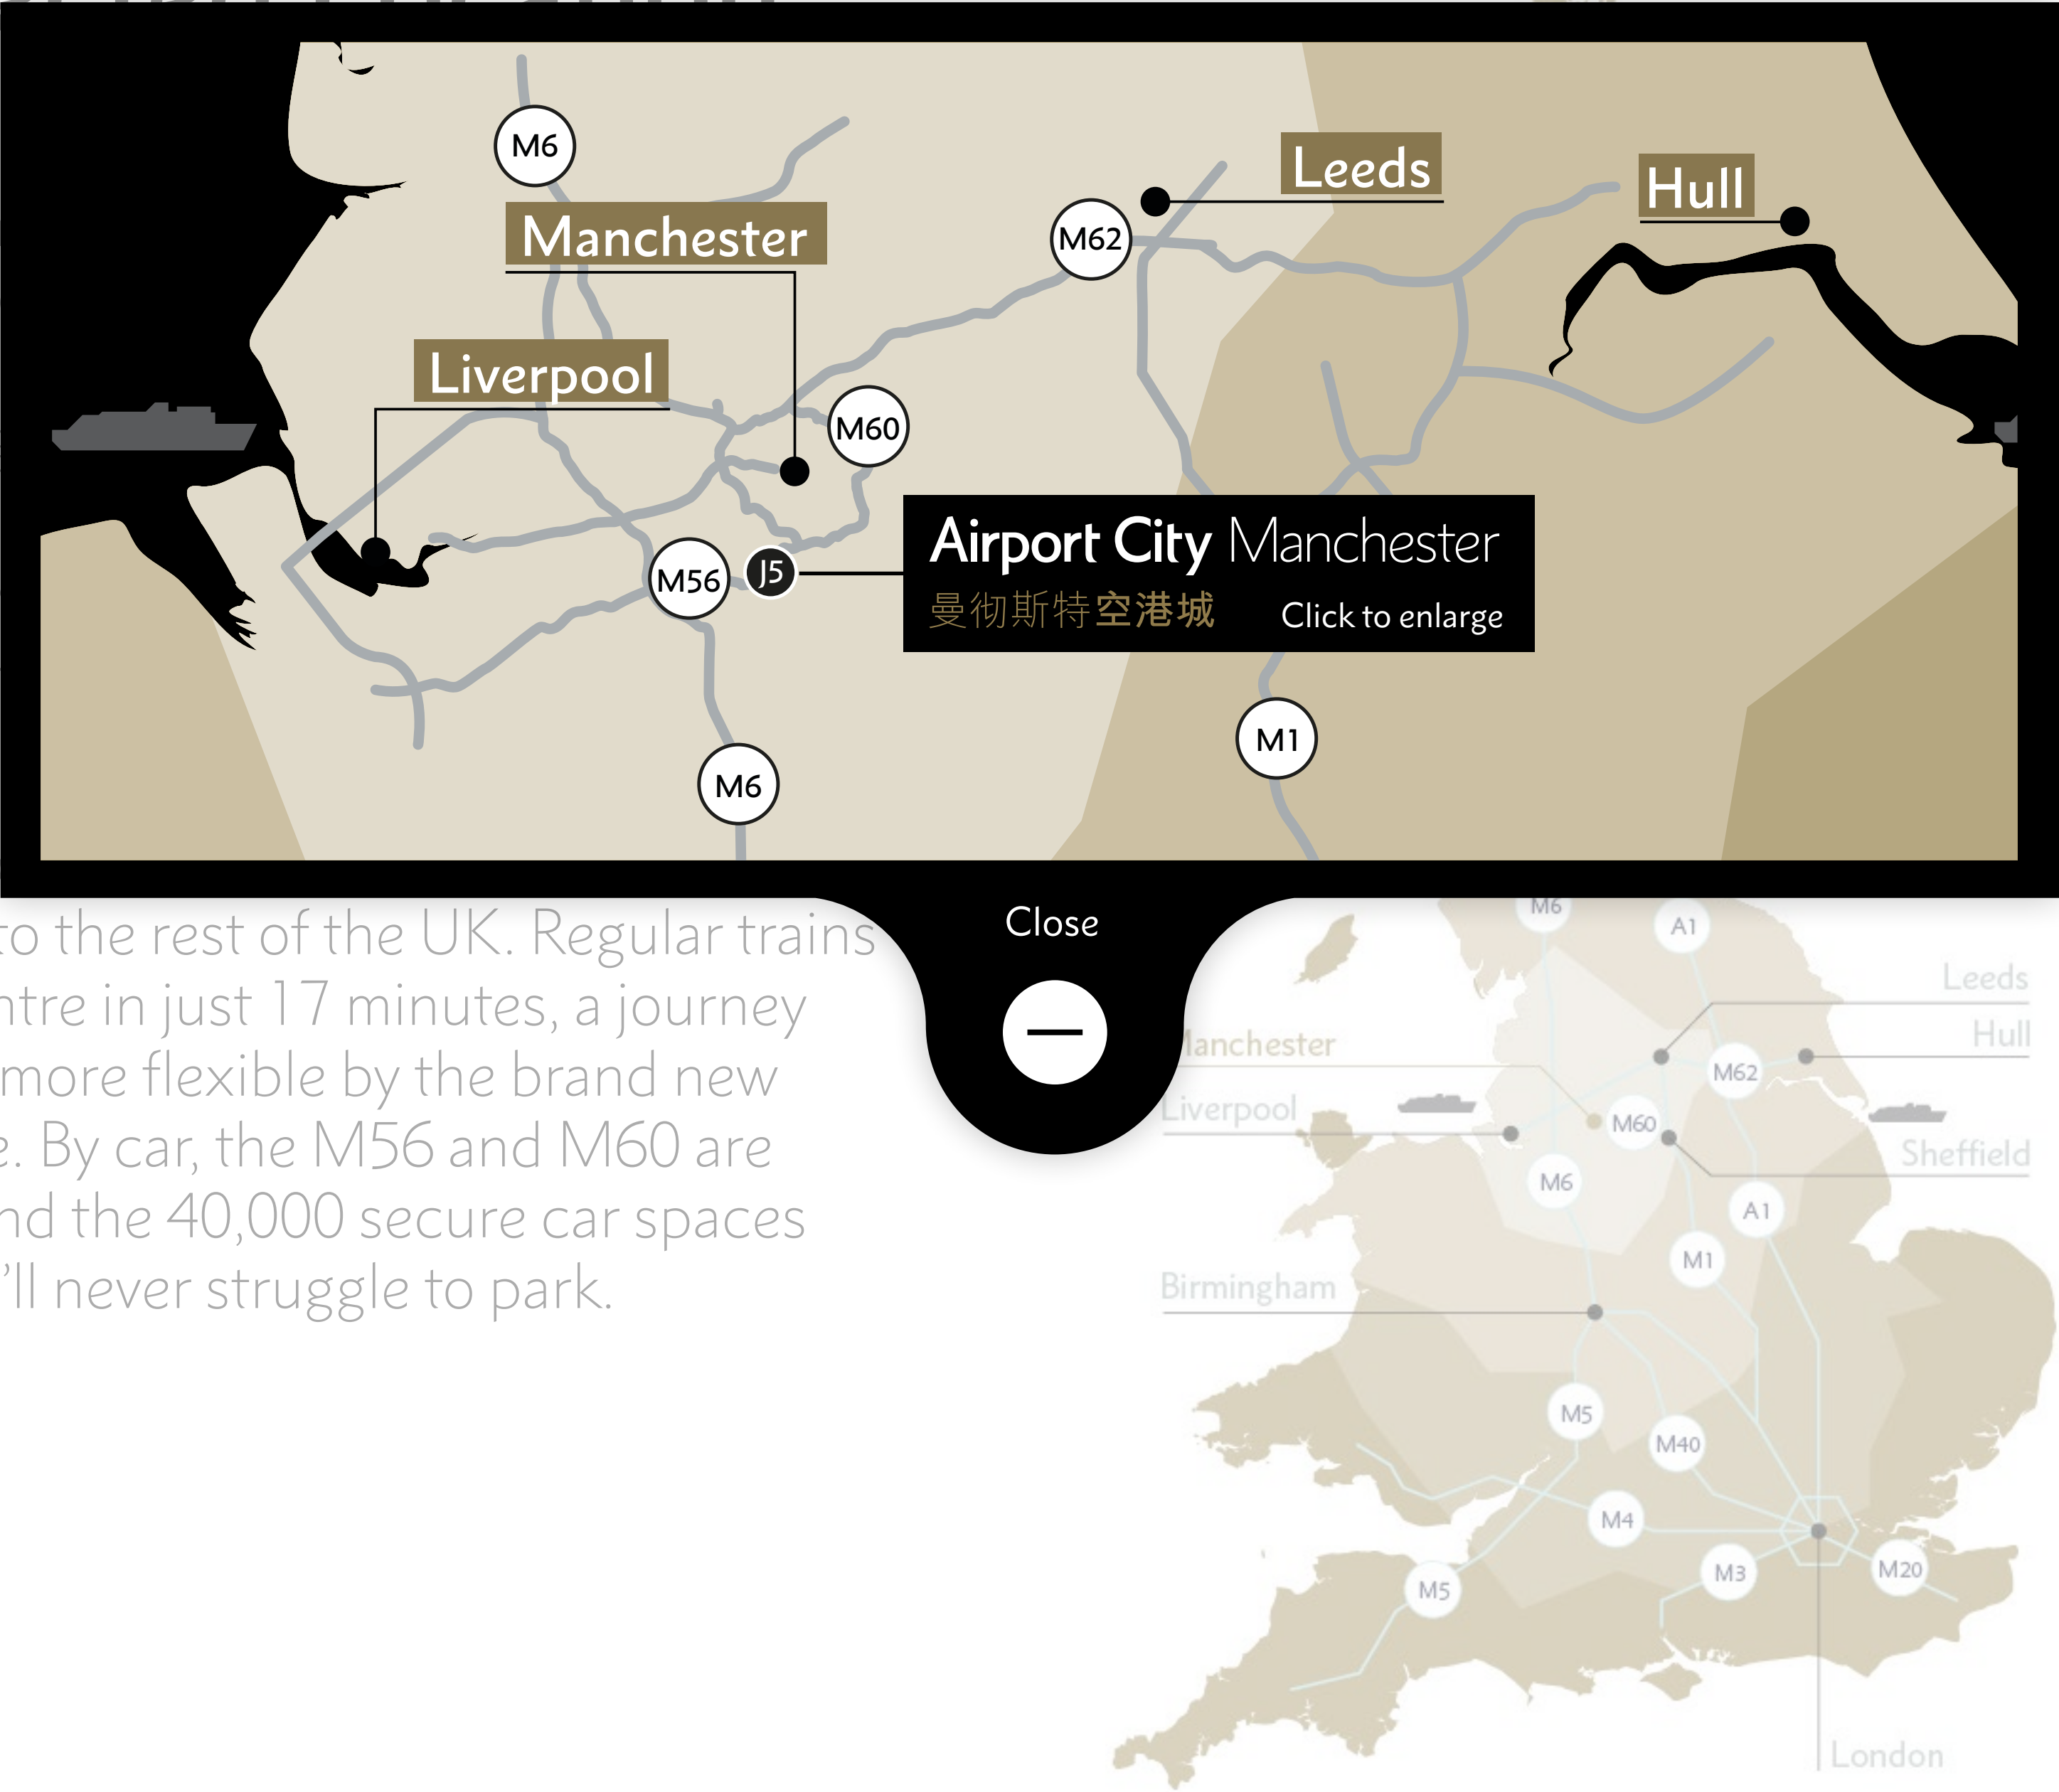 M6
Leeds
Hull
Manchester
M62
Liverpool
M60
Airport City Manchester
M56
J5
曼彻斯特空港城
Click to enlarge
M1
M6
Close
to the rest of the UK. Regular trains
ntre in just 17 minutes, a journey
more flexible by the brand new
e. By car, the M56 and M60 are
nd the 40,000 secure car spaces
'll never struggle to park.
M6
A1
Leeds
Hull
Manchester
M62
Liverpool
M60
Sheffield
M6
A1
M1
Birmingham
M5
M40
M4
M3
M20
M5
London